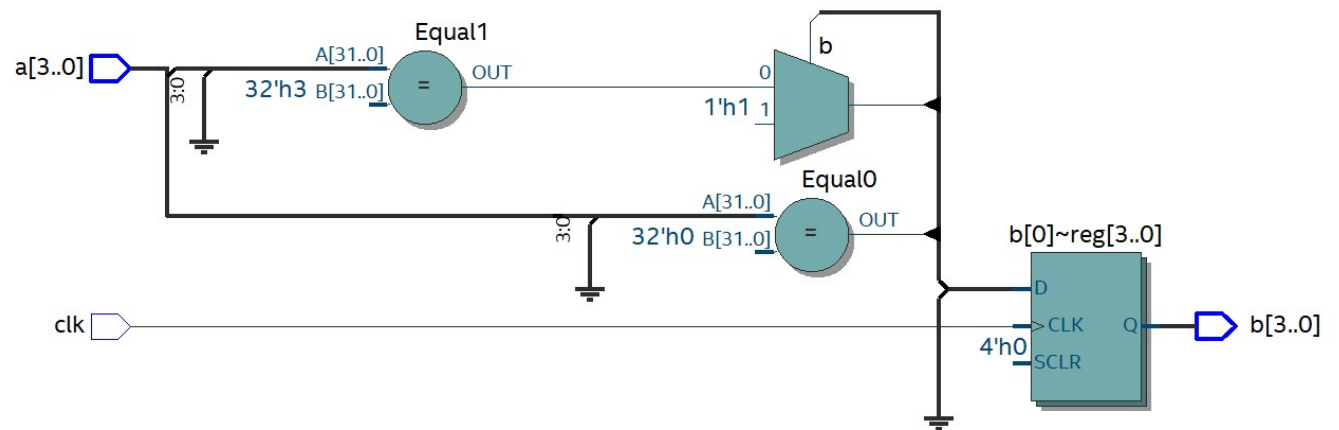 Equal1
b
a[3..0]
3:0
A[31..0]
32'h3 B[31..0]
=
OUT
0
1'h1 1
Equal0
3:0
A[31..0]
32'h0 B[31..0]
=
OUT
b[0]~reg[3..0]
D
clk
CLK
Q
b[3..0]
4'h0
SCLR